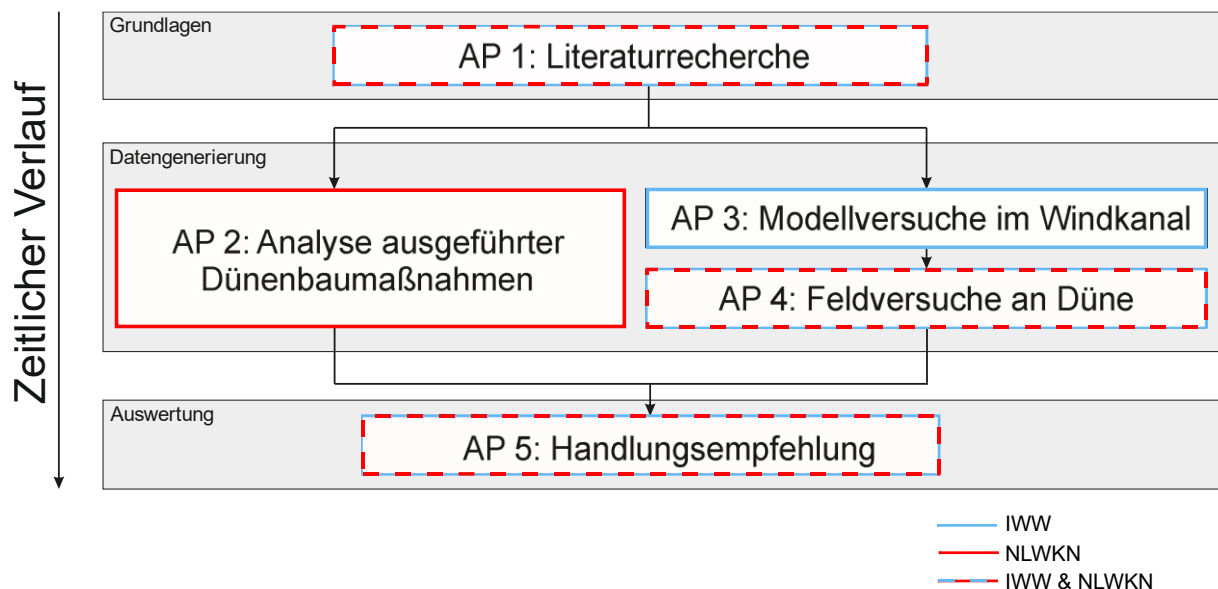 Zeitlicher Verlauf
Grundlagen
AP 1: Literaturrecherche
Datengenerierung
AP 2: Analyse ausgeführter
Dünenbaumaßnahmen
AP 3: Modellversuche im Windkanal
AP 4: Feldversuche an Düne
Auswertung
AP 5: Handlungsempfehlung
IWW
NLWKN
IWW & NLWKN